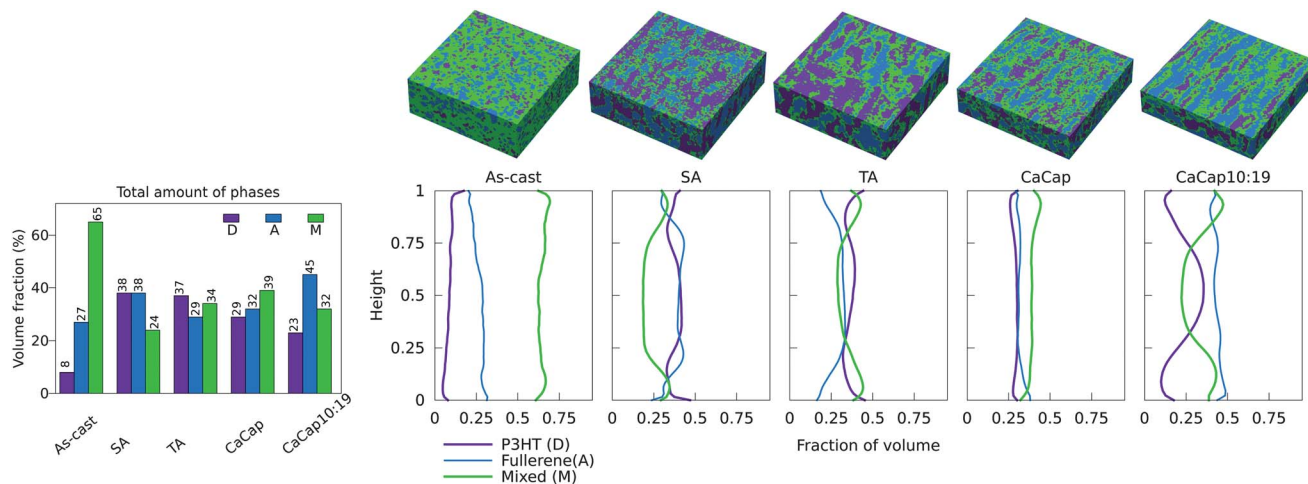 Total amount of phases
D A M
Volume fraction (%)
60
40
20
0
8 27 65
38 38 24
37 29 34
29 32 39
23 45 32
As-cast
SA
TA
CaCap
CaCap10:19
As-cast SA TA CaCap CaCap10:19
Height
1
0.75
0.5
0.25
0
0 0.25 0.5 0.75
0 0.25 0.5 0.75
0 0.25 0.5 0.75
0 0.25 0.5 0.75
0 0.25 0.5 0.75
Fraction of volume
P3HT (D)
Fullerene(A)
Mixed (M)